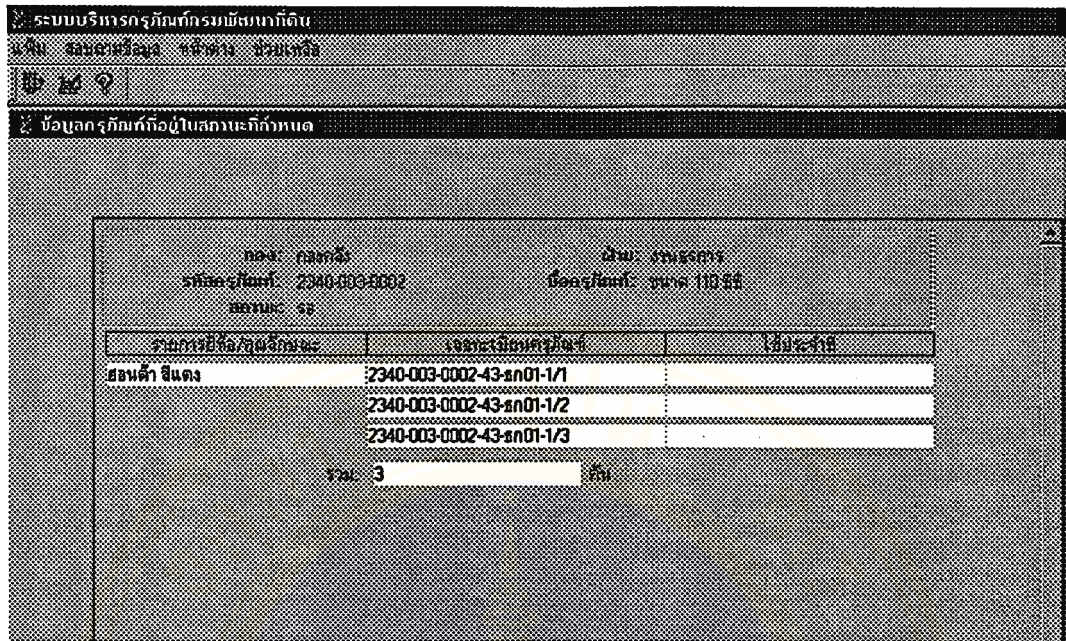 ระบบบริหารครุภัณฑ์กรมพัฒนาที่ดิน
แฟ้ม สอบถามข้อมูล หน้าต่าง ช่วยเหลือ
ข้อมูลครุภัณฑ์ที่อยู่ในสถานะที่กำหนด
กอง: กองคลัง ฝ่าย: งานธุรการ
รหัสครุภัณฑ์: 2340-003-0002 ชื่อครุภัณฑ์: ขนาด 110 ซีซี
สถานะ: รอ
รายการยี่ห้อ/คุณลักษณะ เลขทะเบียนครุภัณฑ์ ใช้ประจำที่
ฮอนด้า สีแดง 2340-003-0002-43-ธก01-1/1
2340-003-0002-43-ธก01-1/2
2340-003-0002-43-ธก01-1/3
รวม: 3 คัน